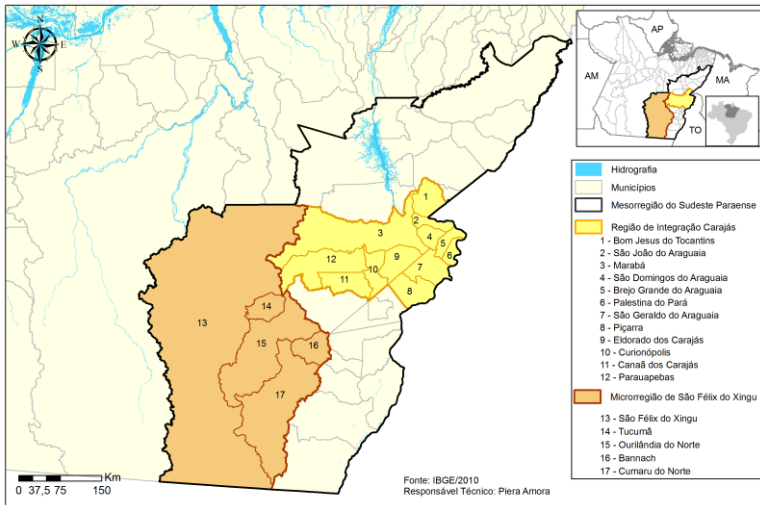 N
W
E
S
AP
AM
MA
TO
1
2
3
4
5
6
7
8
9
10
11
12
13
14
15
16
17
Km
0 37,5 75 150
Fonte: IBGE/2010
Responsável Técnico: Piera Amora
Hidrografia
Municípios
Mesorregião do Sudeste Paraense
Região de Integração Carajás
1 - Bom Jesus do Tocantins
2 - São João do Araguaia
3 - Marabá
4 - São Domingos do Araguaia
5 - Brejo Grande do Araguaia
6 - Palestina do Pará
7 - São Geraldo do Araguaia
8 - Piçarra
9 - Eldorado dos Carajás
10 - Curionópolis
11 - Canaã dos Carajás
12 - Parauapebas
Microrregião de São Félix do Xingu
13 - São Félix do Xingu
14 - Tucumã
15 - Ourilândia do Norte
16 - Bannach
17 - Cumaru do Norte